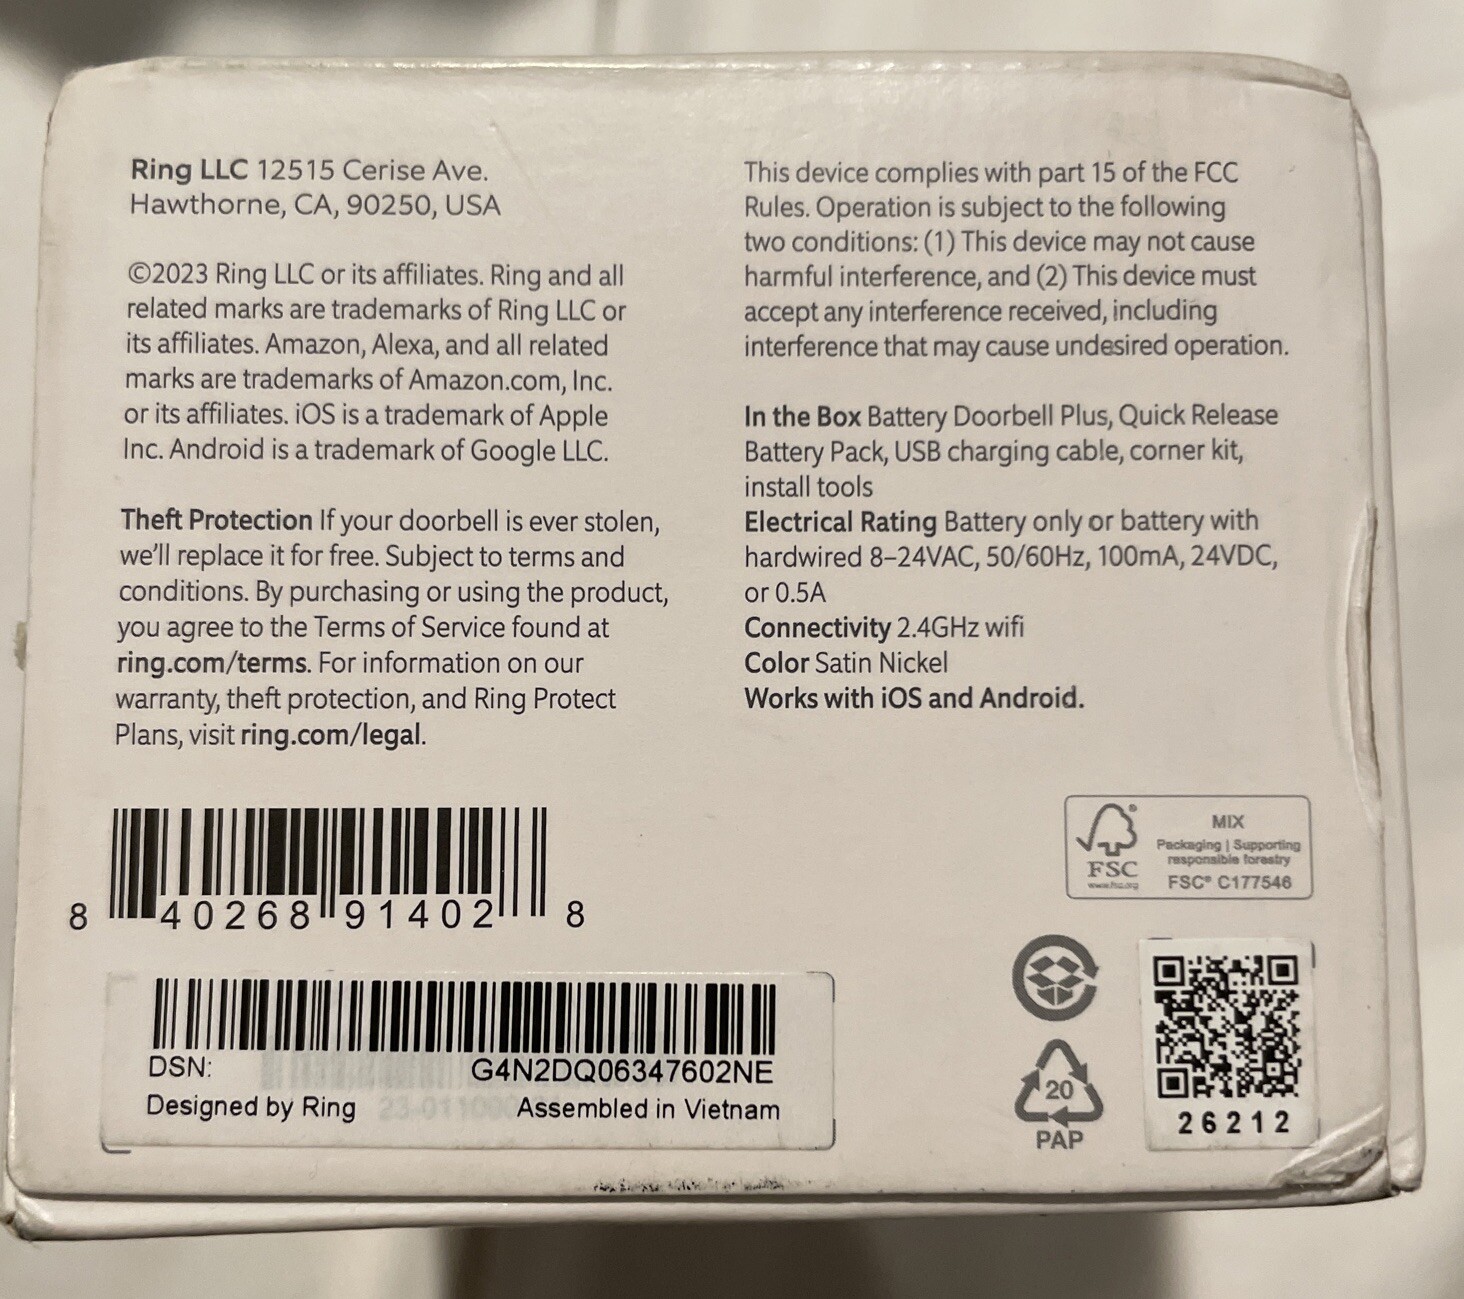 Ring LLC 12515 Cerise Ave.
Hawthorne, CA, 90250, USA
©2023 Ring LLC or its affiliates. Ring and all
related marks are trademarks of Ring LLC or
its affiliates. Amazon, Alexa, and all related
marks are trademarks of Amazon.com, Inc.
or its affiliates. iOS is a trademark of Apple
Inc. Android is a trademark of Google LLC.
Theft Protection If your doorbell is ever stolen,
we'll replace it for free. Subject to terms and
conditions. By purchasing or using the product,
you agree to the Terms of Service found at
ring.com/terms. For information on our
warranty, theft protection, and Ring Protect
Plans, visit ring.com/legal.
This device complies with part 15 of the FCC
Rules. Operation is subject to the following
two conditions: (1) This device may not cause
harmful interference, and (2) This device must
accept any interference received, including
interference that may cause undesired operation.
In the Box Battery Doorbell Plus, Quick Release
Battery Pack, USB charging cable, corner kit,
install tools
Electrical Rating Battery only or battery with
hardwired 8–24VAC, 50/60Hz, 100mA, 24VDC,
or 0.5A
Connectivity 2.4GHz wifi
Color Satin Nickel
Works with iOS and Android.
8 40268 91402 8
DSN: G4N2DQ06347602NE
Designed by Ring Assembled in Vietnam
FSC
www.fsc.org
MIX
Packaging | Supporting
responsible forestry
FSC® C177546
20
PAP
26212